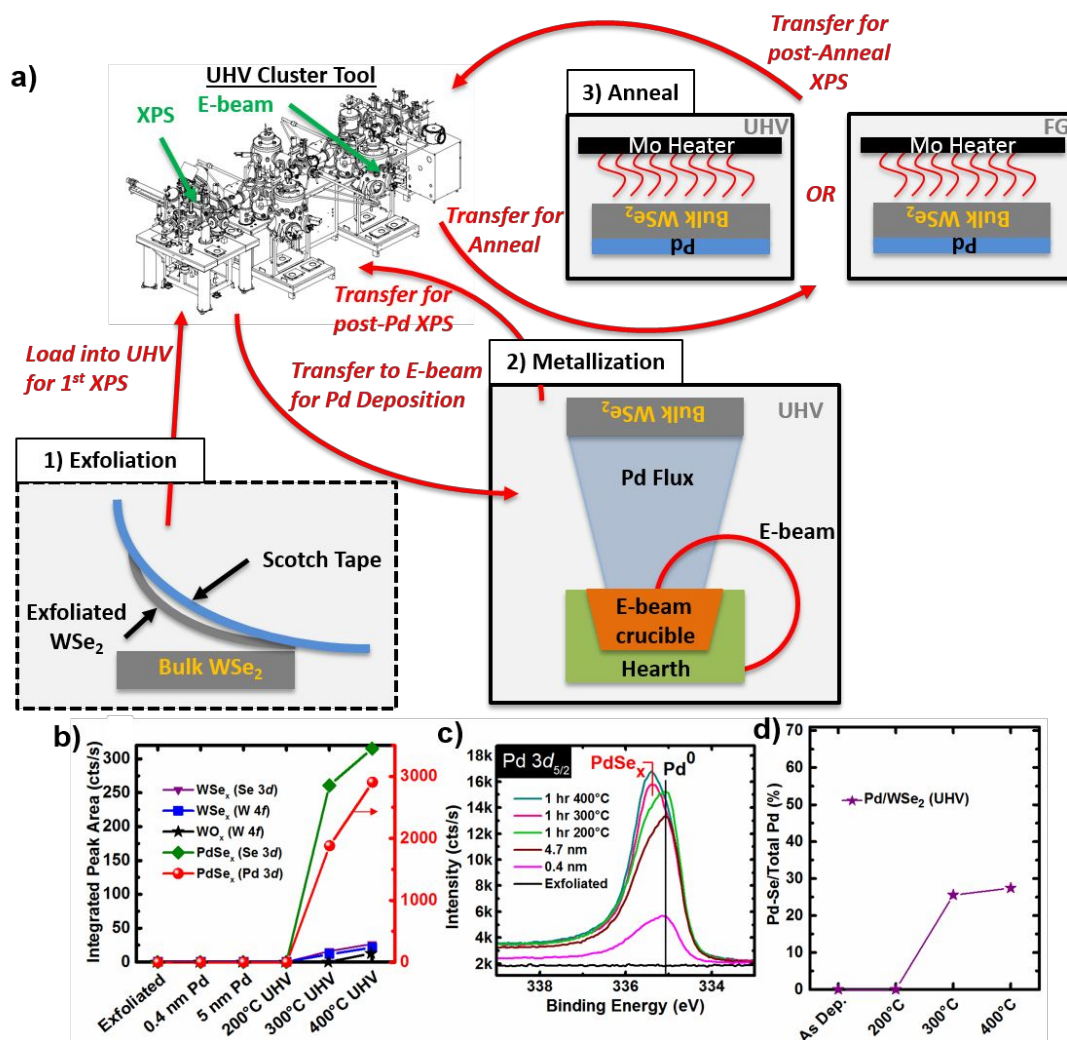 a)
UHV Cluster Tool
XPS
E-beam
Transfer for
post-Anneal
XPS
3) Anneal
UHV
Mo Heater
Bulk WSe₂
Pd
OR
FG
Mo Heater
Bulk WSe₂
Pd
Transfer for
Anneal
Transfer for
post-Pd XPS
Load into UHV
for 1st XPS
Transfer to E-beam
for Pd Deposition
1) Exfoliation
Scotch Tape
Exfoliated
WSe₂
Bulk WSe₂
2) Metallization
UHV
Bulk WSe₂
Pd Flux
E-beam
E-beam
crucible
Hearth
b)
Integrated Peak Area (cts/s)
300
250
200
150
100
50
0
WSeₓ (Se 3d)
WSeₓ (W 4f)
WOₓ (W 4f)
PdSeₓ (Se 3d)
PdSeₓ (Pd 3d)
3000
2000
1000
0
Exfoliated
0.4 nm Pd
5 nm Pd
200°C UHV
300°C UHV
400°C UHV
c)
Pd 3d5/2
PdSeₓ
Pd⁰
Intensity (cts/s)
18k
16k
14k
12k
10k
8k
6k
4k
2k
1 hr 400°C
1 hr 300°C
1 hr 200°C
4.7 nm
0.4 nm
Exfoliated
338 336 334
Binding Energy (eV)
d)
Pd-Se/Total Pd (%)
70
60
50
40
30
20
10
0
Pd/WSe₂ (UHV)
As Dep.
200°C
300°C
400°C